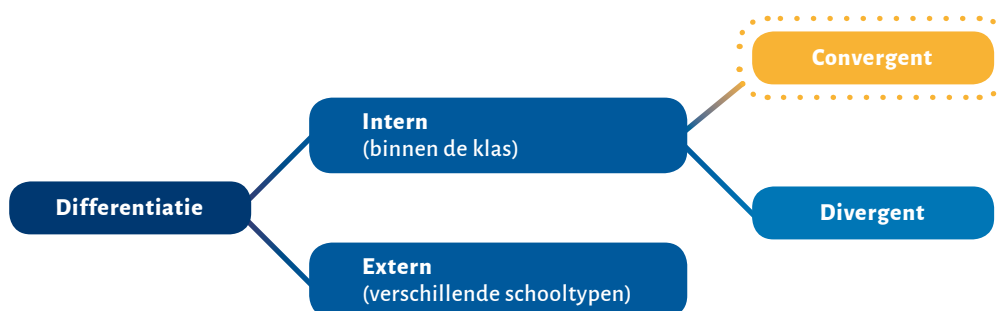 Convergent
Intern
(binnen de klas)
Differentiatie
Divergent
Extern
(verschillende schooltypen)